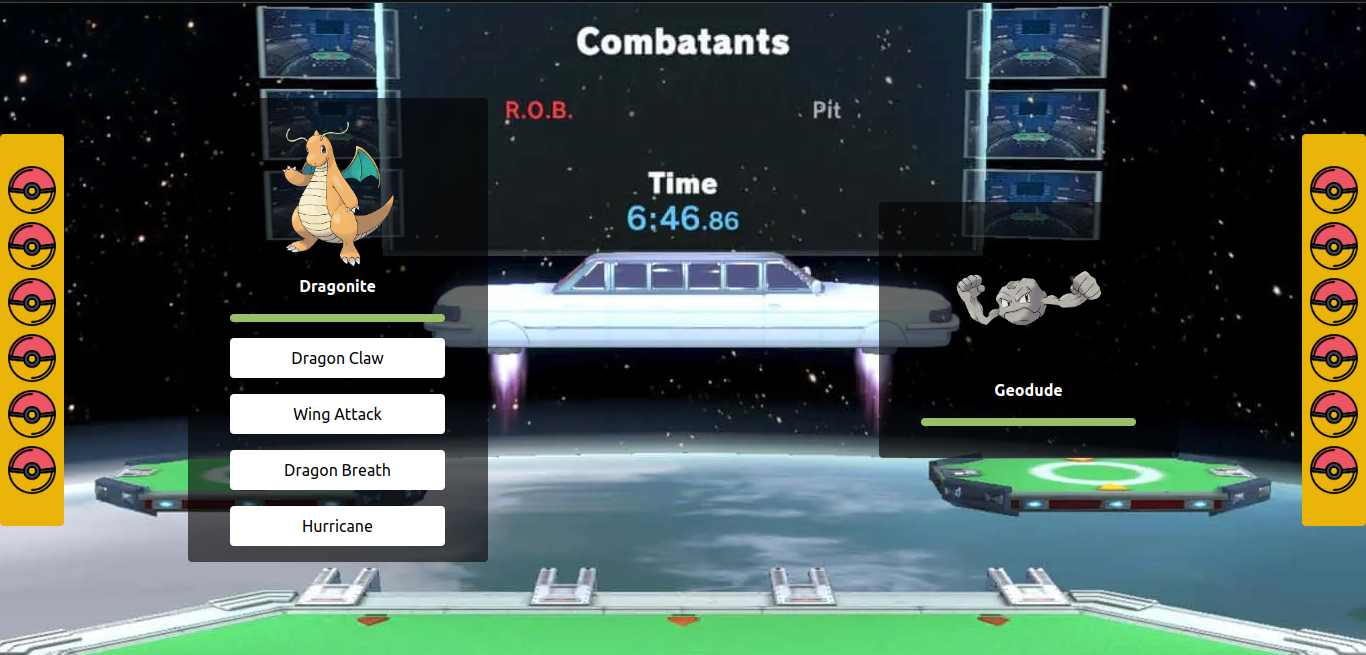 Combatants
R.O.B.
Pit
Time
6:46.86
Dragonite
Dragon Claw
Wing Attack
Dragon Breath
Hurricane
Geodude